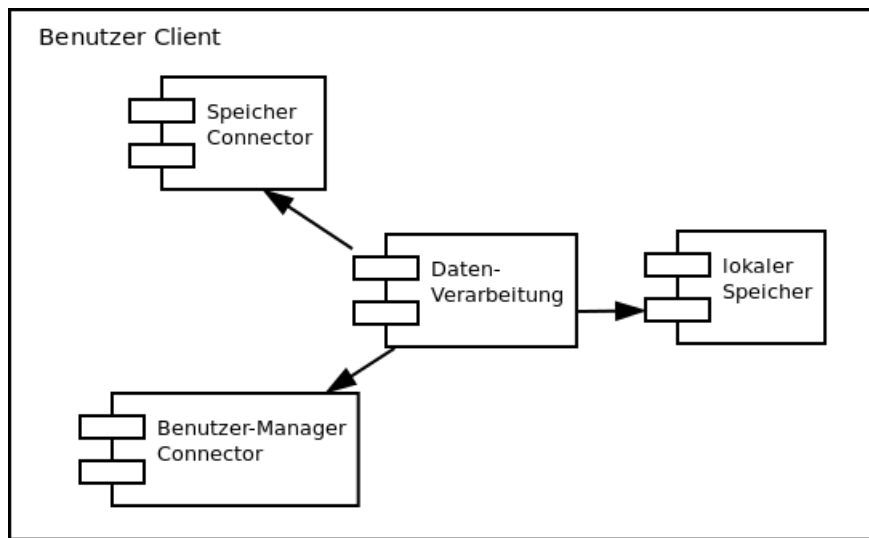 Benutzer Client
Speicher
Connector
Daten-
Verarbeitung
lokaler
Speicher
Benutzer-Manager
Connector